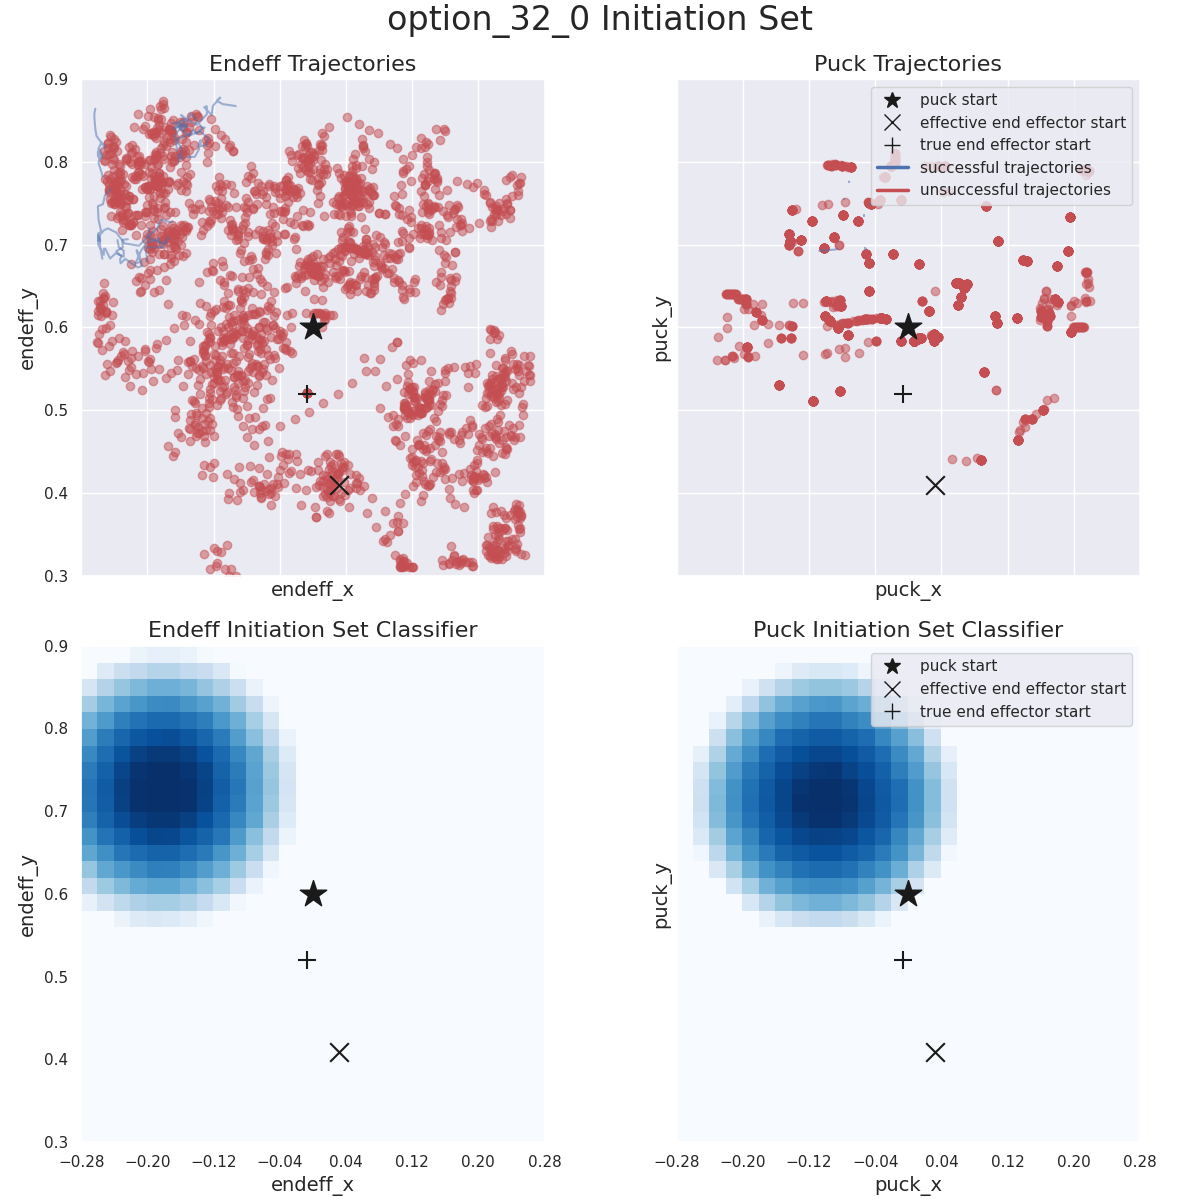 option_32_0 Initiation Set
Endeff Trajectories
Puck Trajectories
0.9
0.8
0.7
0.6
0.5
0.4
0.3
endeff_y
endeff_x
puck_y
puck_x
puck start
effective end effector start
true end effector start
successful trajectories
unsuccessful trajectories
Endeff Initiation Set Classifier
Puck Initiation Set Classifier
0.9
0.8
0.7
0.6
0.5
0.4
0.3
endeff_y
puck_y
puck start
effective end effector start
true end effector start
−0.28 −0.20 −0.12 −0.04 0.04 0.12 0.20 0.28
−0.28 −0.20 −0.12 −0.04 0.04 0.12 0.20 0.28
endeff_x
puck_x